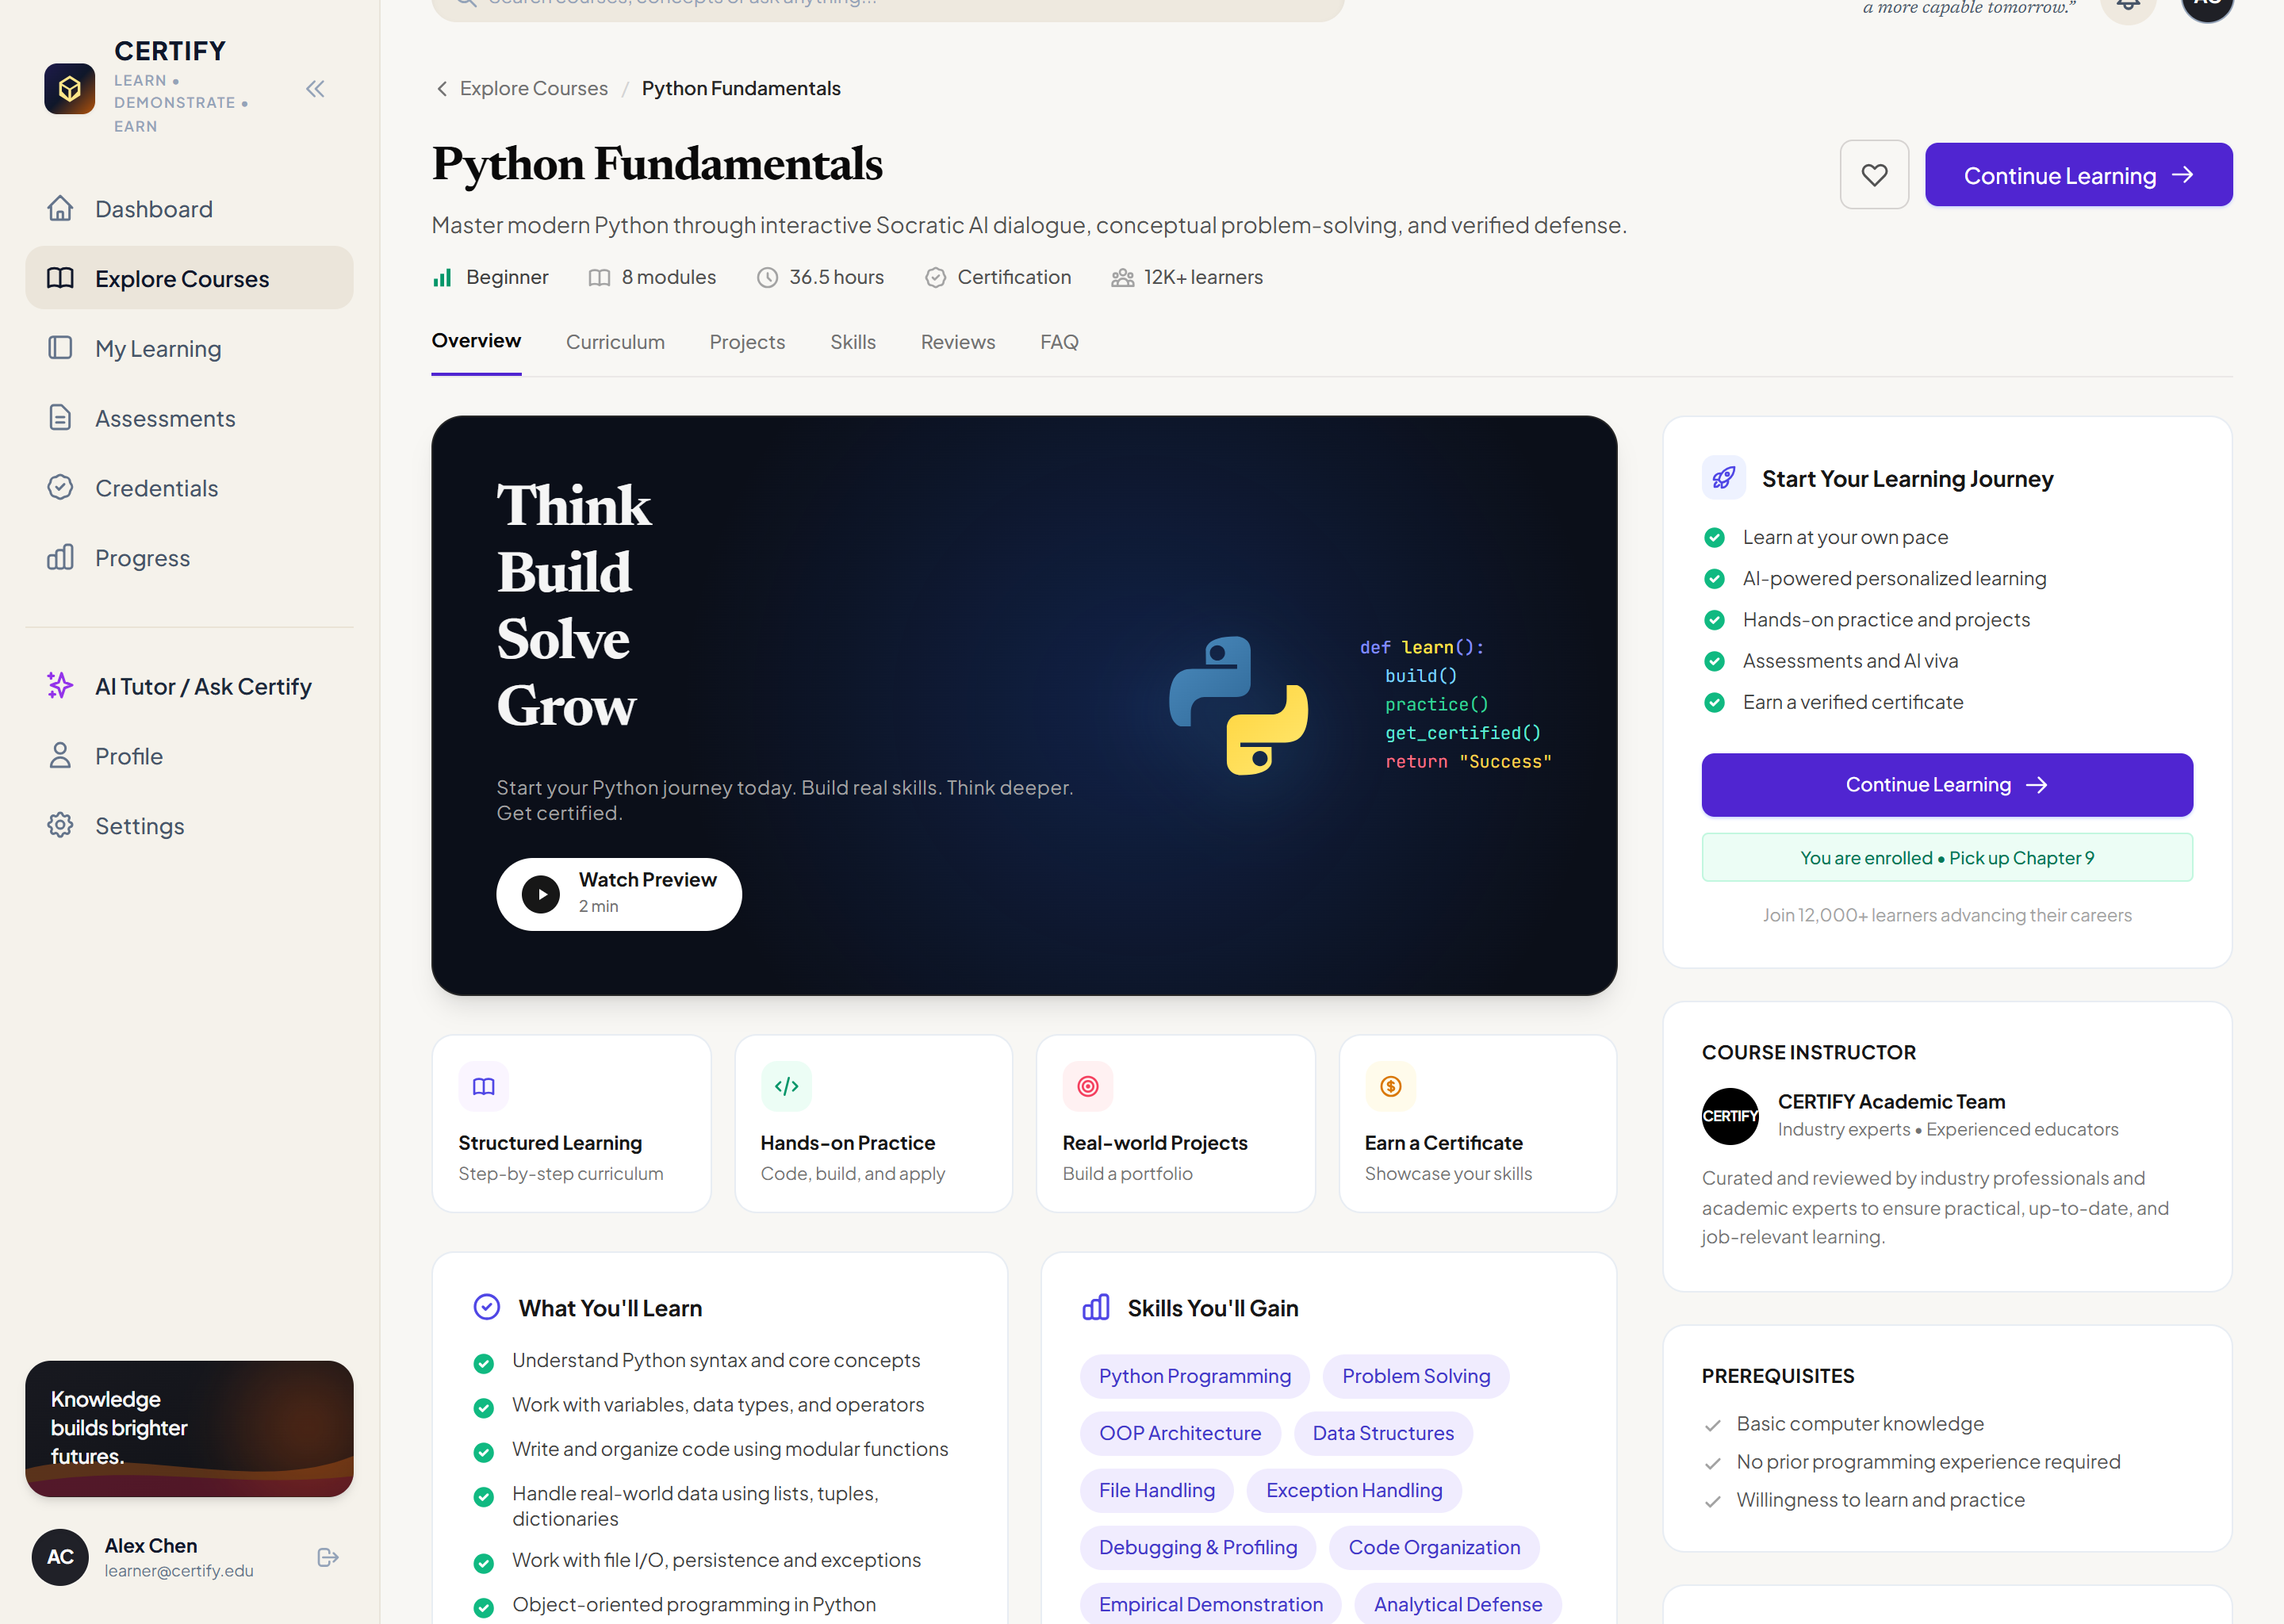 CERTIFY
LEARN •
DEMONSTRATE •
EARN
Dashboard
Explore Courses
My Learning
Assessments
Credentials
Progress
AI Tutor / Ask Certify
Profile
Settings
Knowledge
builds brighter
futures.
AC
Alex Chen
learner@certify.edu
Search courses, concepts or ask anything...
a more capable tomorrow.”
AC
Explore Courses / Python Fundamentals
Python Fundamentals
Continue Learning
Master modern Python through interactive Socratic AI dialogue, conceptual problem-solving, and verified defense.
Beginner
8 modules
36.5 hours
Certification
12K+ learners
Overview
Curriculum
Projects
Skills
Reviews
FAQ
Think
Build
Solve
Grow
Start your Python journey today. Build real skills. Think deeper.
Get certified.
Watch Preview
2 min
def learn():
build()
practice()
get_certified()
return "Success"
Structured Learning
Step-by-step curriculum
Hands-on Practice
Code, build, and apply
Real-world Projects
Build a portfolio
Earn a Certificate
Showcase your skills
What You'll Learn
Understand Python syntax and core concepts
Work with variables, data types, and operators
Write and organize code using modular functions
Handle real-world data using lists, tuples,
dictionaries
Work with file I/O, persistence and exceptions
Object-oriented programming in Python
Skills You'll Gain
Python Programming
Problem Solving
OOP Architecture
Data Structures
File Handling
Exception Handling
Debugging & Profiling
Code Organization
Empirical Demonstration
Analytical Defense
Start Your Learning Journey
Learn at your own pace
AI-powered personalized learning
Hands-on practice and projects
Assessments and AI viva
Earn a verified certificate
Continue Learning
You are enrolled • Pick up Chapter 9
Join 12,000+ learners advancing their careers
COURSE INSTRUCTOR
CERTIFY
CERTIFY Academic Team
Industry experts • Experienced educators
Curated and reviewed by industry professionals and
academic experts to ensure practical, up-to-date, and
job-relevant learning.
PREREQUISITES
Basic computer knowledge
No prior programming experience required
Willingness to learn and practice